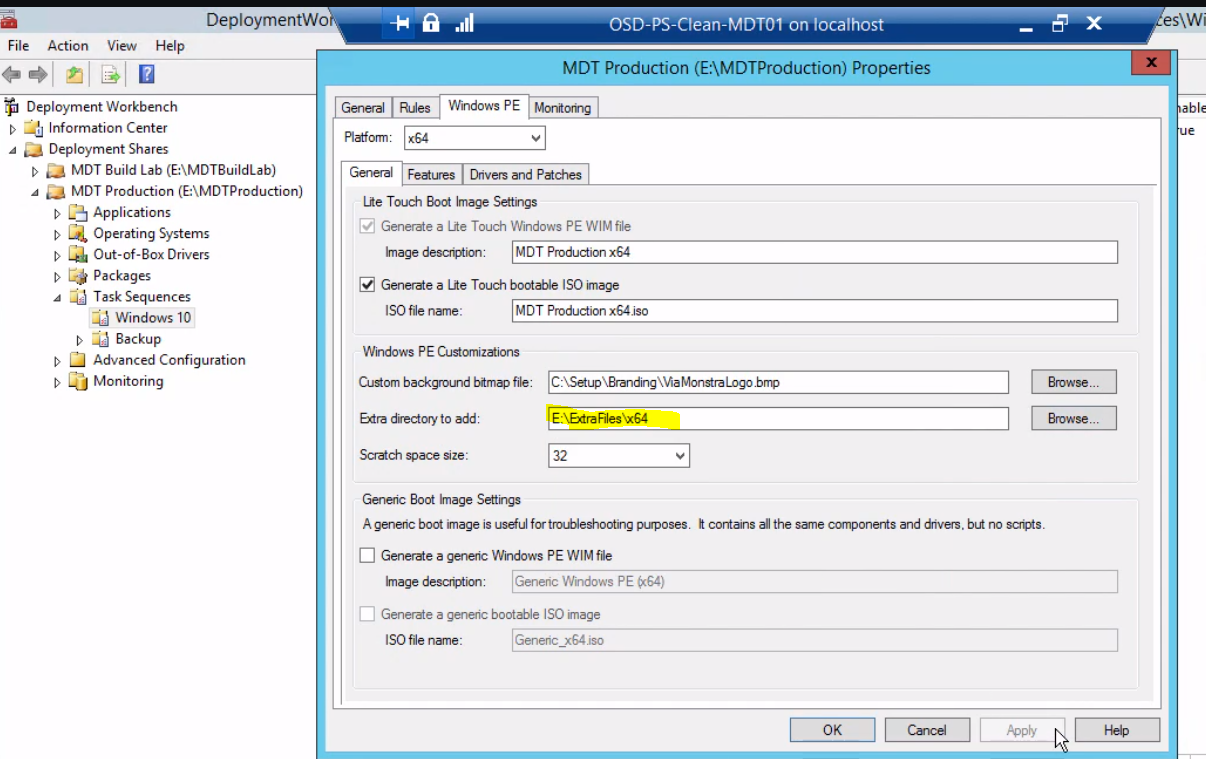 DeploymentWor
OSD-PS-Clean-MDT01 on localhost
ces\Wi
File Action View Help
MDT Production (E:\MDTProduction) Properties
x
Deployment Workbench
Information Center
Deployment Shares
MDT Build Lab (E:\MDTBuildLab)
MDT Production (E:\MDTProduction)
Applications
Operating Systems
Out-of-Box Drivers
Packages
Task Sequences
Windows 10
Backup
Advanced Configuration
Monitoring
General Rules Windows PE Monitoring
nable
rue
Platform: x64
General Features Drivers and Patches
Lite Touch Boot Image Settings
Generate a Lite Touch Windows PE WIM file
Image description: MDT Production x64
Generate a Lite Touch bootable ISO image
ISO file name: MDT Production x64.iso
Windows PE Customizations
Custom background bitmap file: C:\Setup\Branding\ViaMonstraLogo.bmp Browse...
Extra directory to add: E:\ExtraFiles\x64 Browse...
Scratch space size: 32
Generic Boot Image Settings
A generic boot image is useful for troubleshooting purposes. It contains all the same components and drivers, but no scripts.
Generate a generic Windows PE WIM file
Image description: Generic Windows PE (x64)
Generate a generic bootable ISO image
ISO file name: Generic_x64.iso
OK Cancel Apply Help